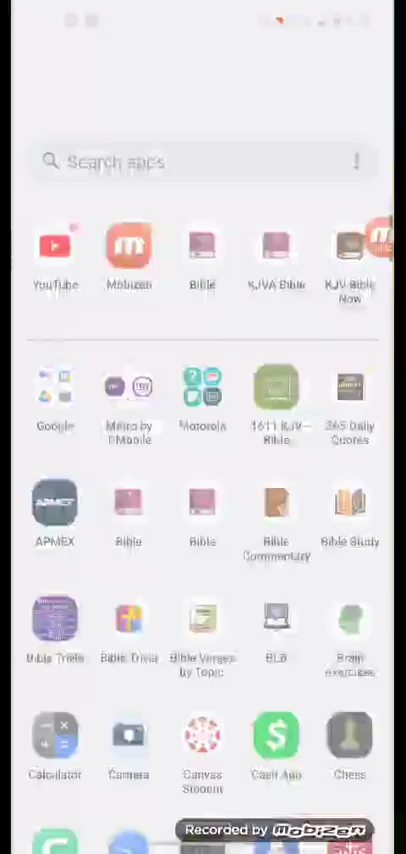 Search apps
YouTube
Mobizen
Bible
KJVA Bible
KJV Bible Now
Google
Metro by T-Mobile
Motorola
1611 KJV Bible
365 Daily Quotes
APMEX
Bible
Bible
Bible Commentary
Bible Study
Bible Trivia
Bible Verses by Topic
BLB
Brain exercises
Calculator
Camera
Canvas Student
Cash App
Chess
Recorded by mobizen